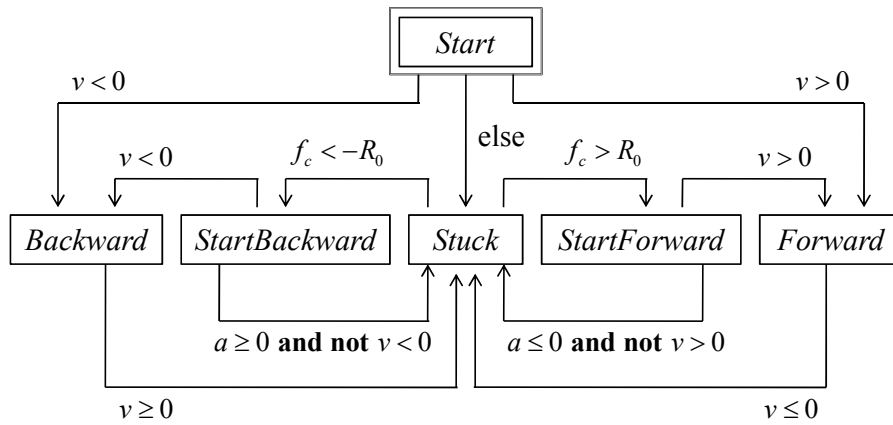 Start
v < 0
v > 0
else
v < 0
f_c < −R_0
f_c > R_0
v > 0
Backward
StartBackward
Stuck
StartForward
Forward
a ≥ 0 and not v < 0
a ≤ 0 and not v > 0
v ≥ 0
v ≤ 0